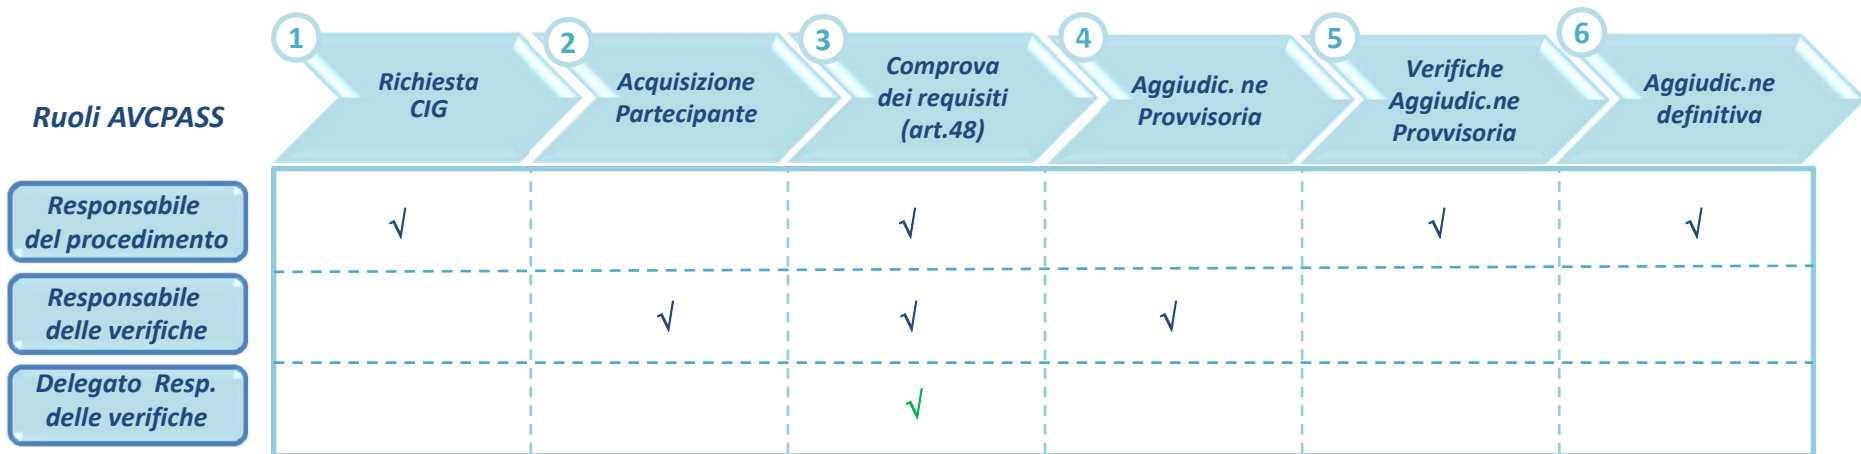 1
Richiesta
CIG
2
Acquisizione
Partecipante
3
Comprova
dei requisiti
(art.48)
4
Aggiudic. ne
Provvisoria
5
Verifiche
Aggiudic.ne
Provvisoria
6
Aggiudic.ne
definitiva
Ruoli AVCPASS
Responsabile
del procedimento
√ √ √ √
Responsabile
delle verifiche
√ √ √
Delegato Resp.
delle verifiche
√